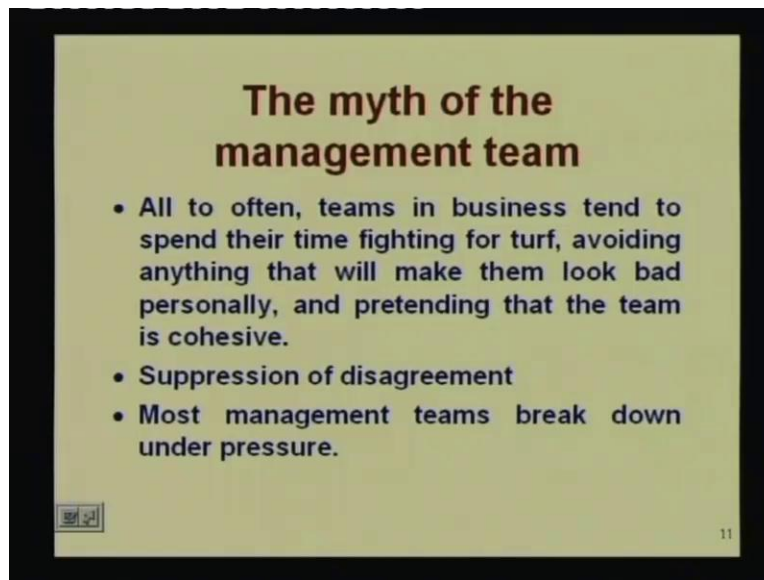 The myth of the
management team
• All to often, teams in business tend to
spend their time fighting for turf, avoiding
anything that will make them look bad
personally, and pretending that the team
is cohesive.
• Suppression of disagreement
• Most management teams break down
under pressure.
11